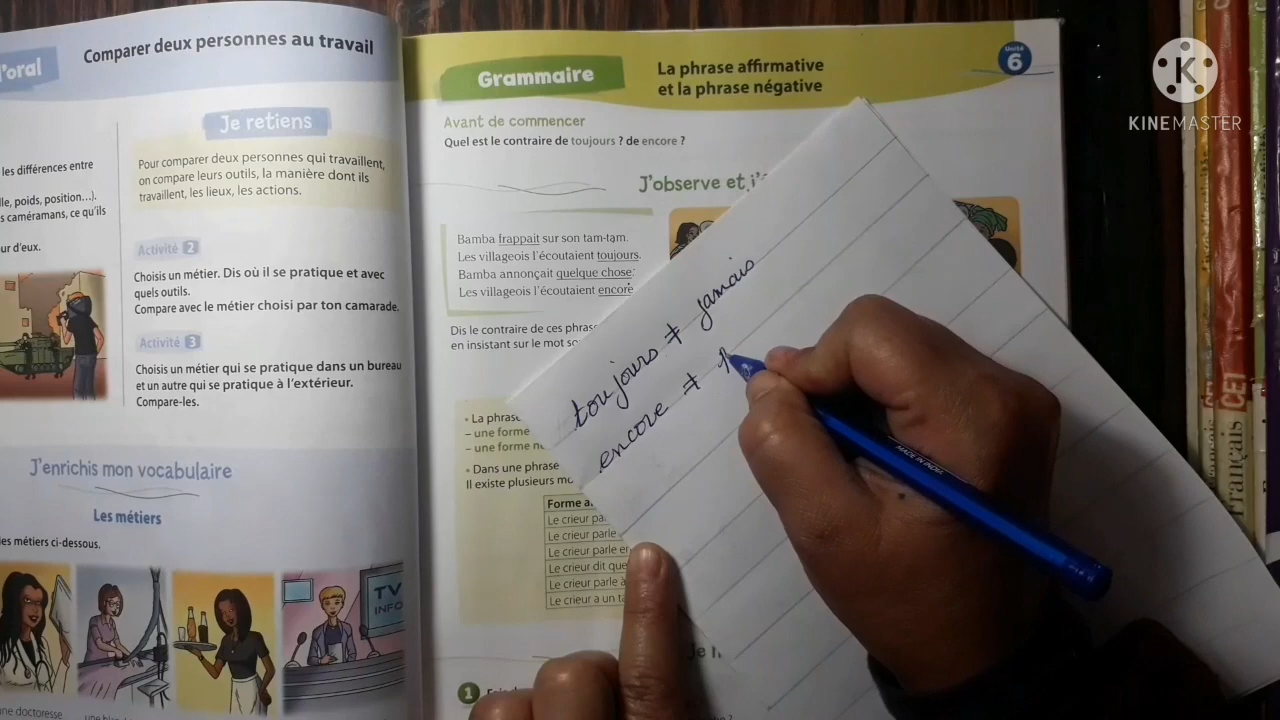 l'oral
Comparer deux personnes au travail
Je retiens
les différences entre
lle, poids, position...).
s caméramans, ce qu'ils
ur d'eux.
Pour comparer deux personnes qui travaillent,
on compare leurs outils, la manière dont ils
travaillent, les lieux, les actions.
Activité 2
Choisis un métier. Dis où il se pratique et avec
quels outils.
Compare avec le métier choisi par ton camarade.
Activité 3
Choisis un métier qui se pratique dans un bureau
et un autre qui se pratique à l'extérieur.
Compare-les.
J'enrichis mon vocabulaire
Les métiers
les métiers ci-dessous.
TV
INFO
une doctoresse
Grammaire
La phrase affirmative
et la phrase négative
Unité
6
Avant de commencer
Quel est le contraire de toujours ? de encore ?
J'observe et j'
Bamba frappait sur son tam-tam.
Les villageois l'écoutaient toujours.
Bamba annonçait quelque chose.
Les villageois l'écoutaient encore
Dis le contraire de ces phras
en insistant sur le mot so
• La phrase
– une forme
– une forme n
• Dans une phrase
Il existe plusieurs mo
Forme a
Le crieur pa
Le crieur parle
Le crieur parle en
Le crieur dit que
Le crieur parle à
Le crieur a un ta
1
toujours ≠ jamais
encore ≠
MADE IN INDIA
K
KINEMASTER
Français
CE1